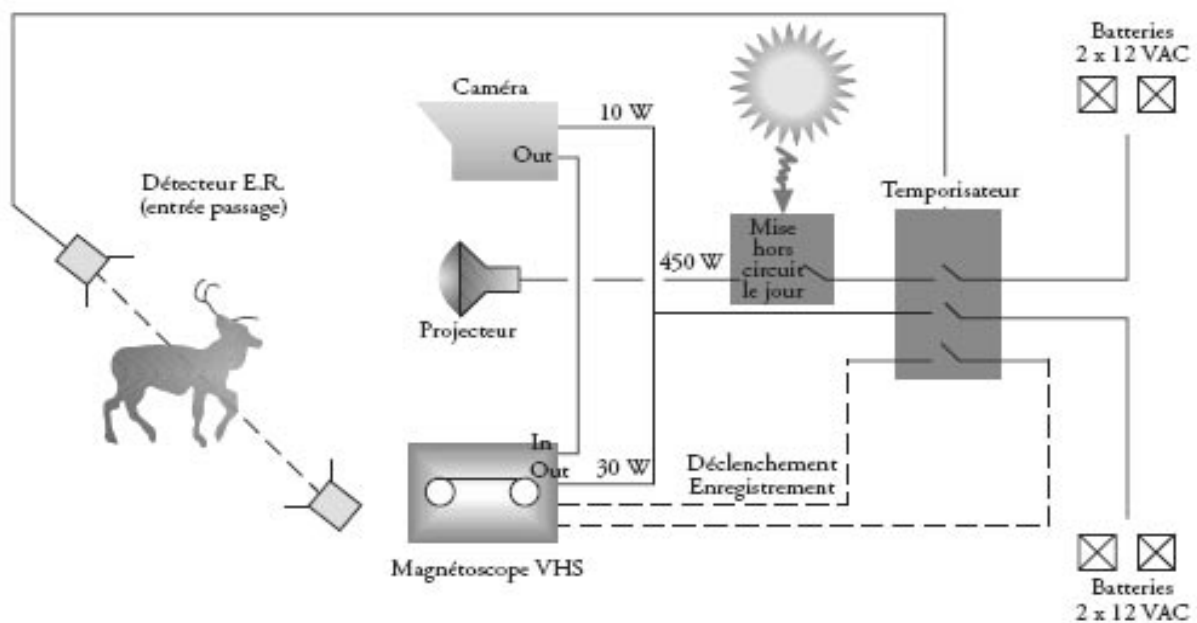 Batteries
2 x 12 VAC
Caméra
10 W
Out
Détecteur E.R.
(entrée passage)
Temporisateur
Mise
hors
circuit
le jour
450 W
Projecteur
In
Out
30 W
Déclenchement
Enregistrement
Magnétoscope VHS
Batteries
2 x 12 VAC